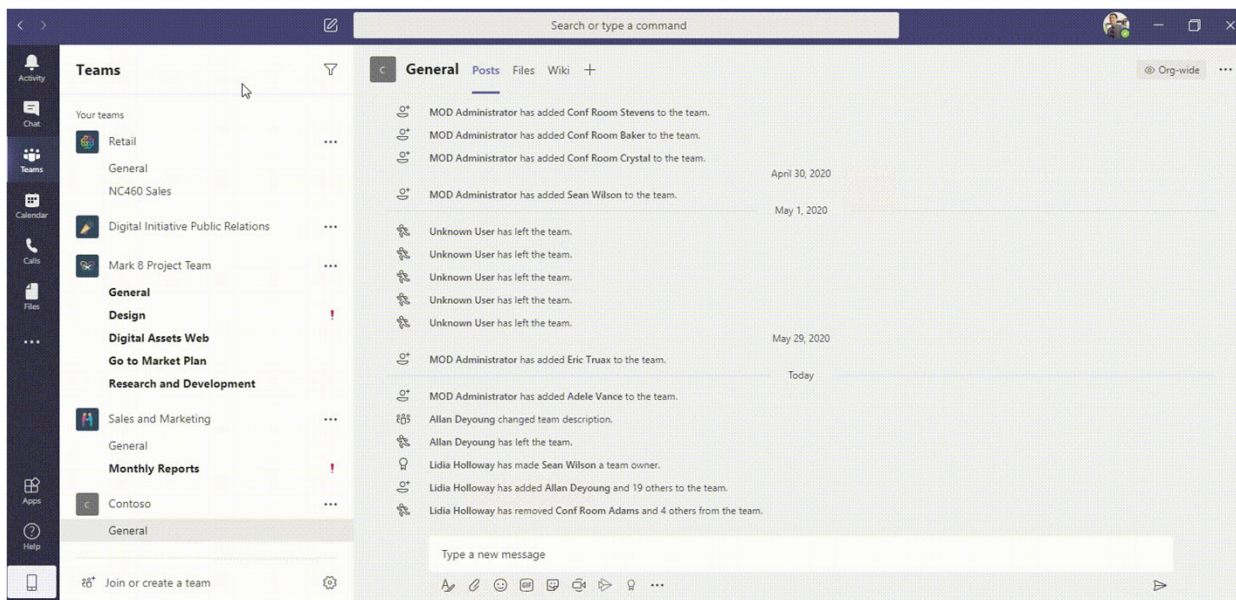 Search or type a command
Activity
Chat
Teams
Calendar
Calls
Files
Apps
Help
Teams
Your teams
Retail
General
NC460 Sales
Digital Initiative Public Relations
Mark 8 Project Team
General
Design !
Digital Assets Web
Go to Market Plan
Research and Development
Sales and Marketing
General
Monthly Reports !
C Contoso
General
Join or create a team
C General Posts Files Wiki +
Org-wide
MOD Administrator has added Conf Room Stevens to the team.
MOD Administrator has added Conf Room Baker to the team.
MOD Administrator has added Conf Room Crystal to the team.
April 30, 2020
MOD Administrator has added Sean Wilson to the team.
May 1, 2020
Unknown User has left the team.
Unknown User has left the team.
Unknown User has left the team.
Unknown User has left the team.
Unknown User has left the team.
May 29, 2020
MOD Administrator has added Eric Truax to the team.
Today
MOD Administrator has added Adele Vance to the team.
Allan Deyoung changed team description.
Allan Deyoung has left the team.
Lidia Holloway has made Sean Wilson a team owner.
Lidia Holloway has added Allan Deyoung and 19 others to the team.
Lidia Holloway has removed Conf Room Adams and 4 others from the team.
Type a new message
GIF